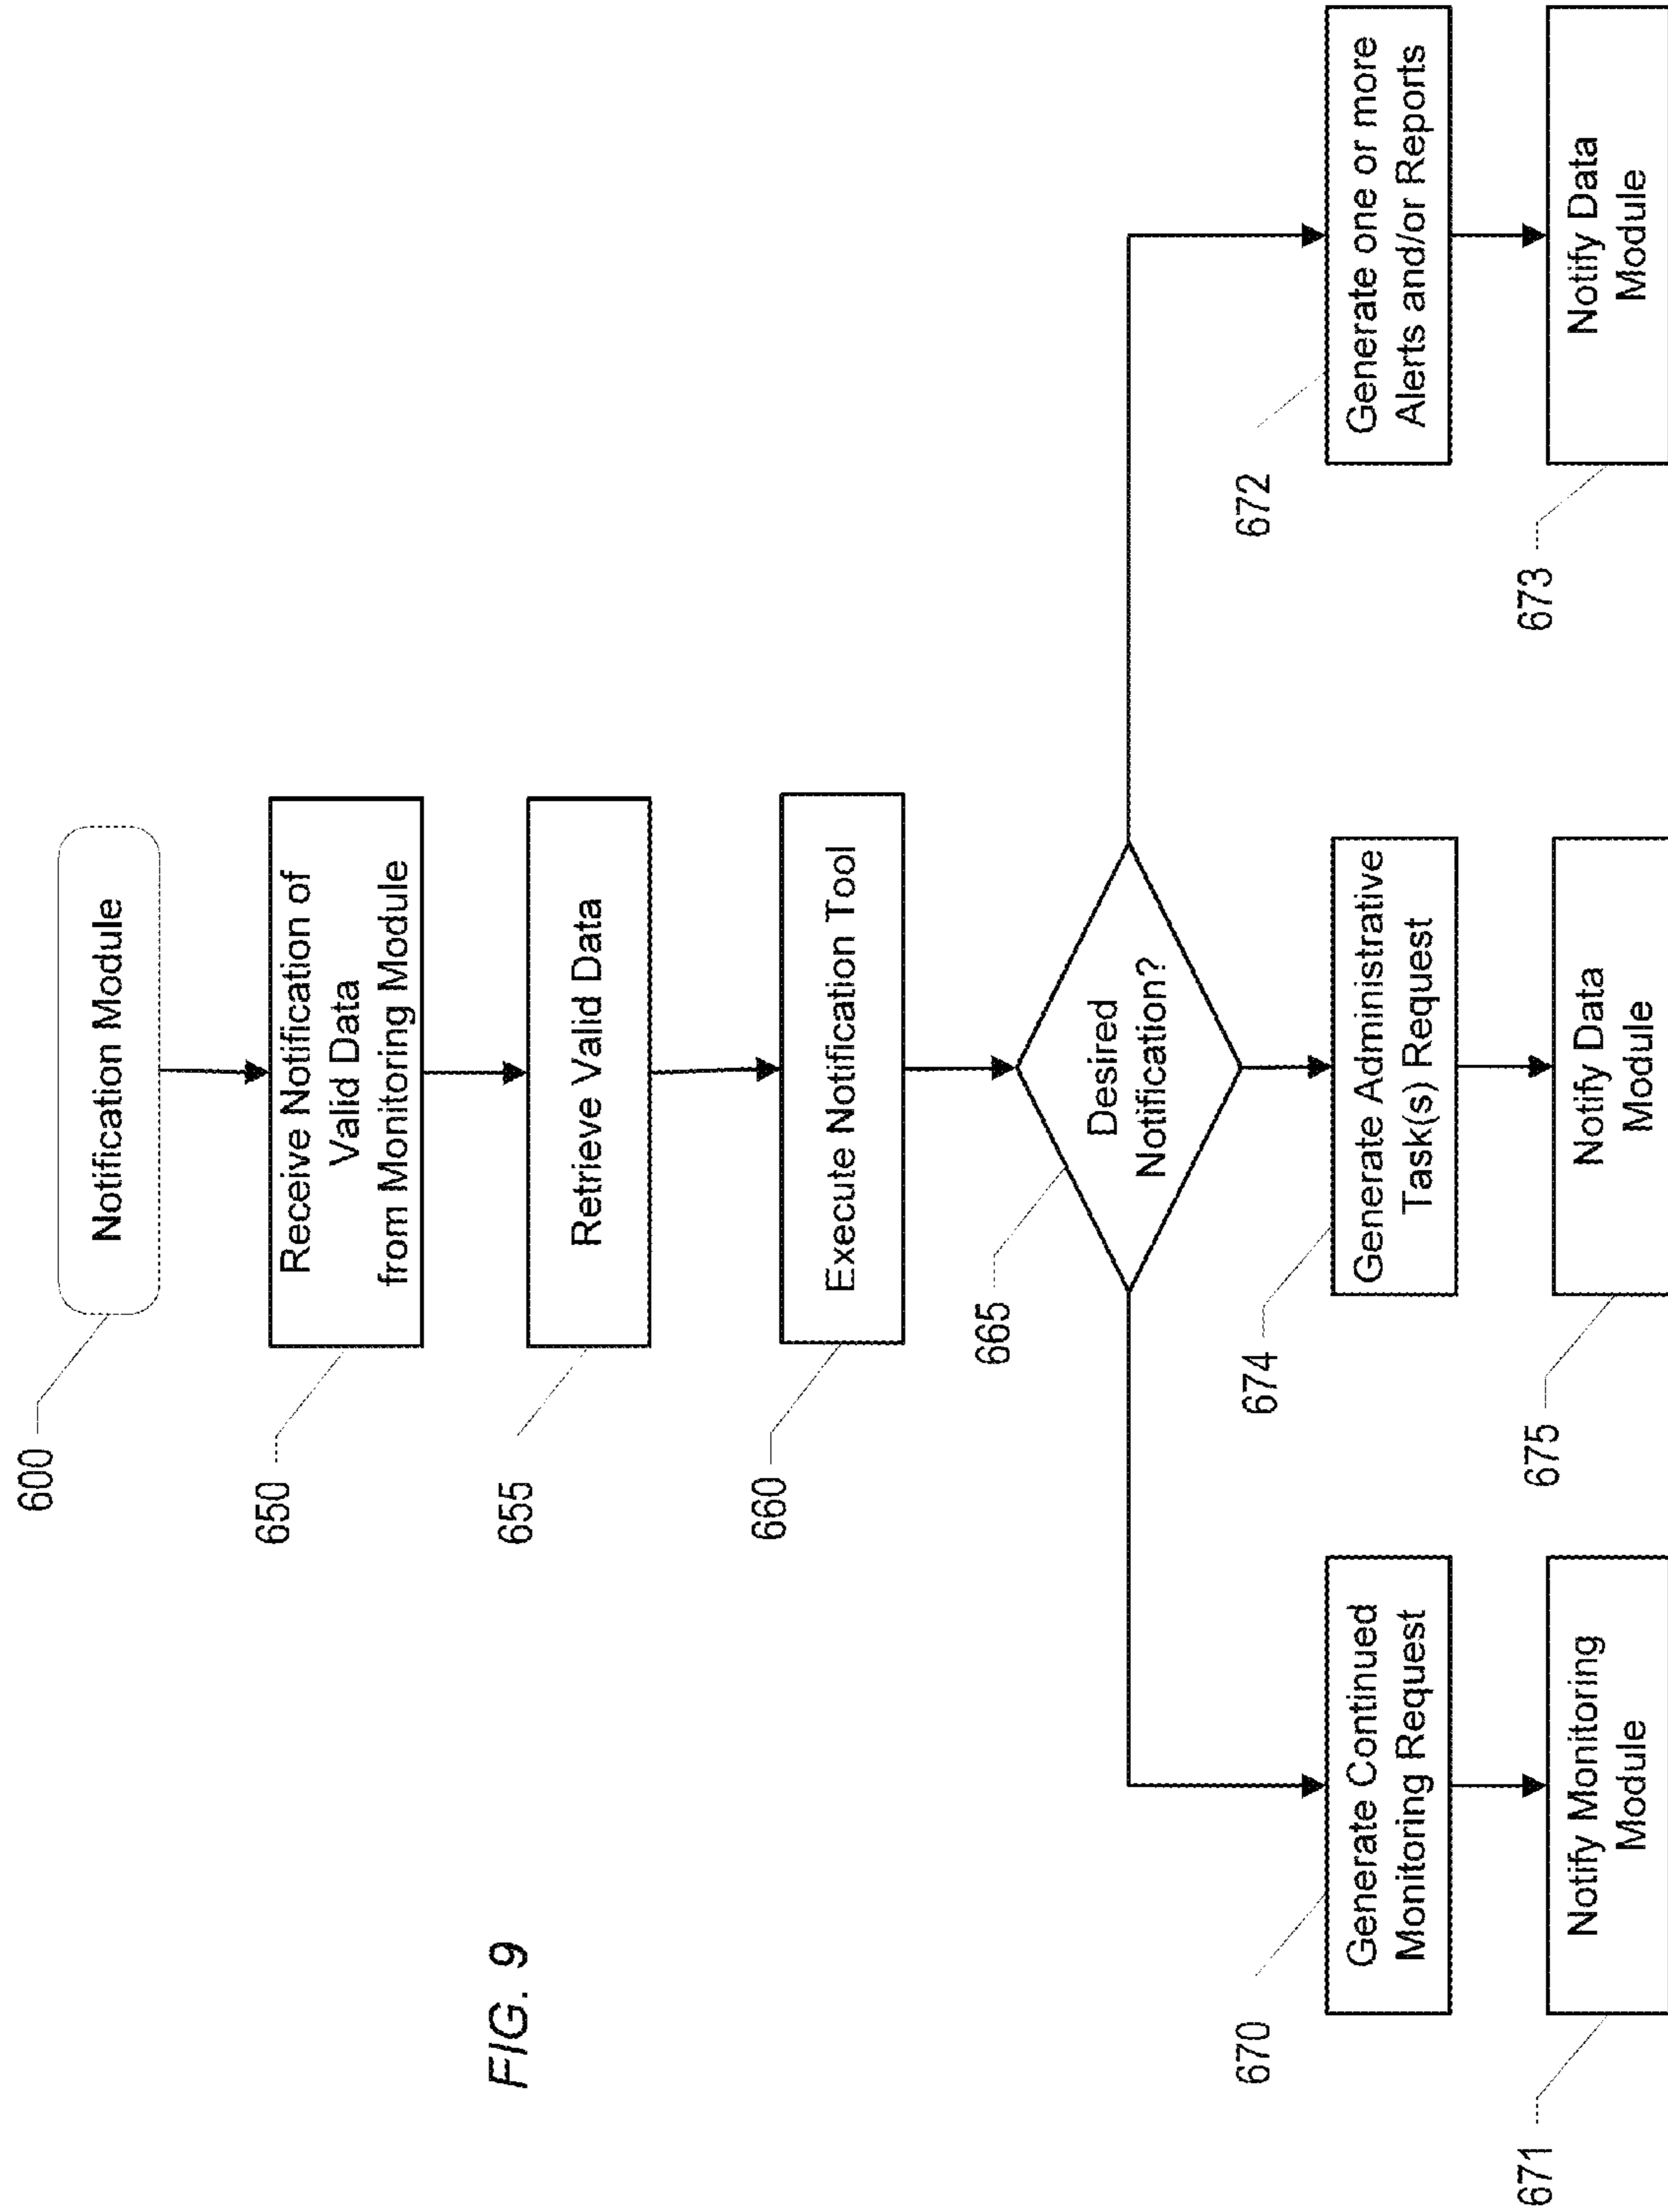 600
Notification Module
650
Receive Notification of
Valid Data
from Monitoring Module
655
Retrieve Valid Data
660
Execute Notification Tool
665
Desired
Notification?
670
Generate Continued
Monitoring Request
674
Generate Administrative
Task(s) Request
672
Generate one or more
Alerts and/or Reports
671
Notify Monitoring
Module
675
Notify Data
Module
673
Notify Data
Module
FIG. 9